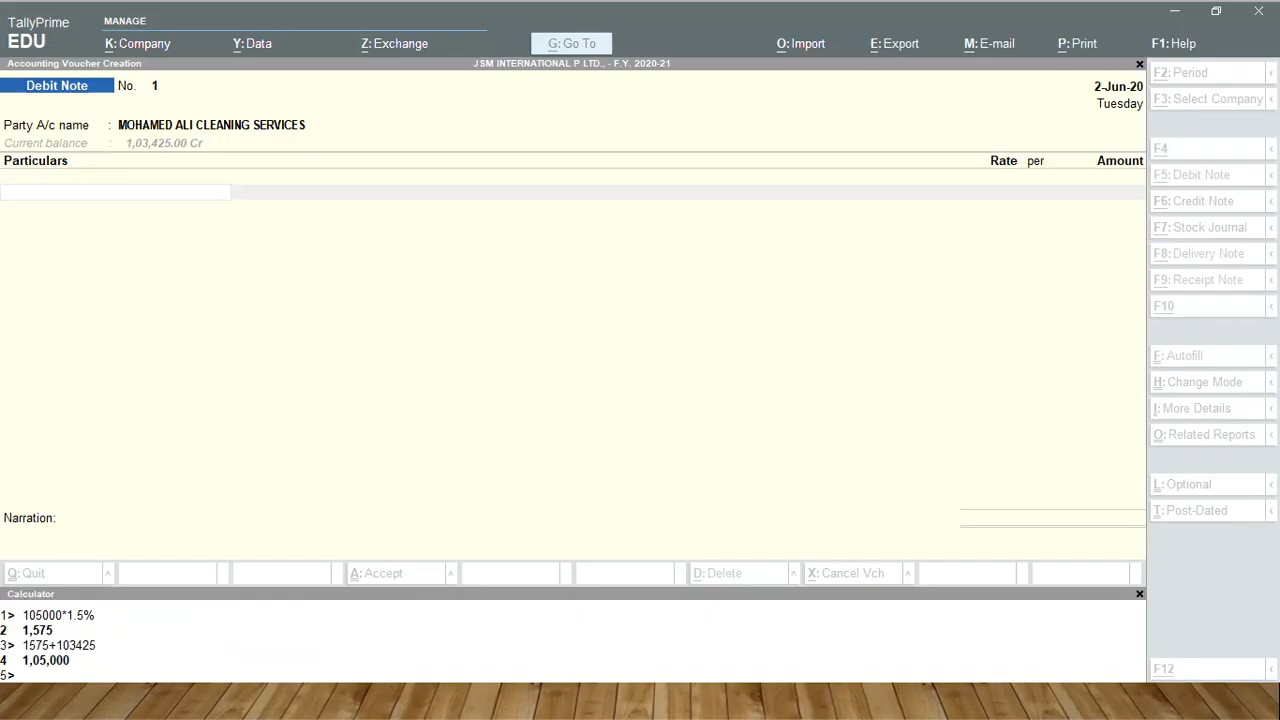 TallyPrime
EDU
MANAGE
K: Company
Y: Data
Z: Exchange
G: Go To
O: Import
E: Export
M: E-mail
P: Print
F1: Help
Accounting Voucher Creation
JSM INTERNATIONAL P LTD., - F.Y. 2020-21
Debit Note No. 1
2-Jun-20
Tuesday
Party A/c name : MOHAMED ALI CLEANING SERVICES
Current balance : 1,03,425.00 Cr
Particulars Rate per Amount
Narration:
Q: Quit
A: Accept
D: Delete
X: Cancel Vch
Calculator
1> 105000*1.5%
2 1,575
3> 1575+103425
4 1,05,000
5>
F2: Period
F3: Select Company
F4
F5: Debit Note
F6: Credit Note
F7: Stock Journal
F8: Delivery Note
F9: Receipt Note
F10
F: Autofill
H: Change Mode
I: More Details
O: Related Reports
L: Optional
T: Post-Dated
F12